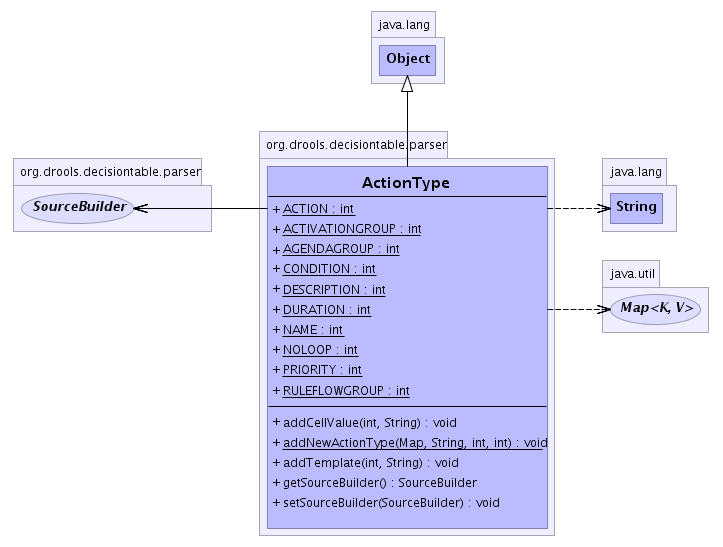 java.lang
Object
org.drools.decisiontable.parser
org.drools.decisiontable.parser
SourceBuilder
ActionType
+ ACTION : int
+ ACTIVATIONGROUP : int
+ AGENDAGROUP : int
+ CONDITION : int
+ DESCRIPTION : int
+ DURATION : int
+ NAME : int
+ NOLOOP : int
+ PRIORITY : int
+ RULEFLOWGROUP : int
+ addCellValue(int, String) : void
+ addNewActionType(Map, String, int, int) : void
+ addTemplate(int, String) : void
+ getSourceBuilder() : SourceBuilder
+ setSourceBuilder(SourceBuilder) : void
java.lang
String
java.util
Map<K, V>